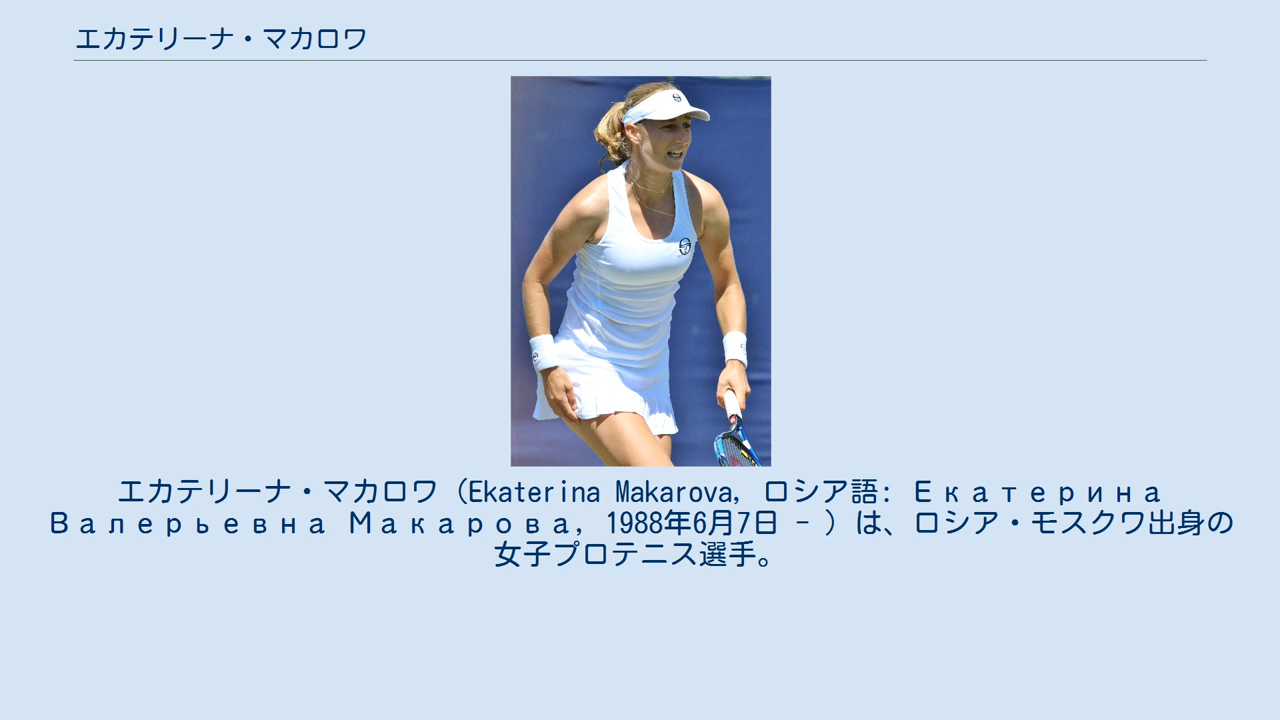 エカテリーナ・マカロワ
エカテリーナ・マカロワ（Ekaterina Makarova, ロシア語: Екатерина
Валерьевна Макарова, 1988年6月7日 - ）は、ロシア・モスクワ出身の
女子プロテニス選手。